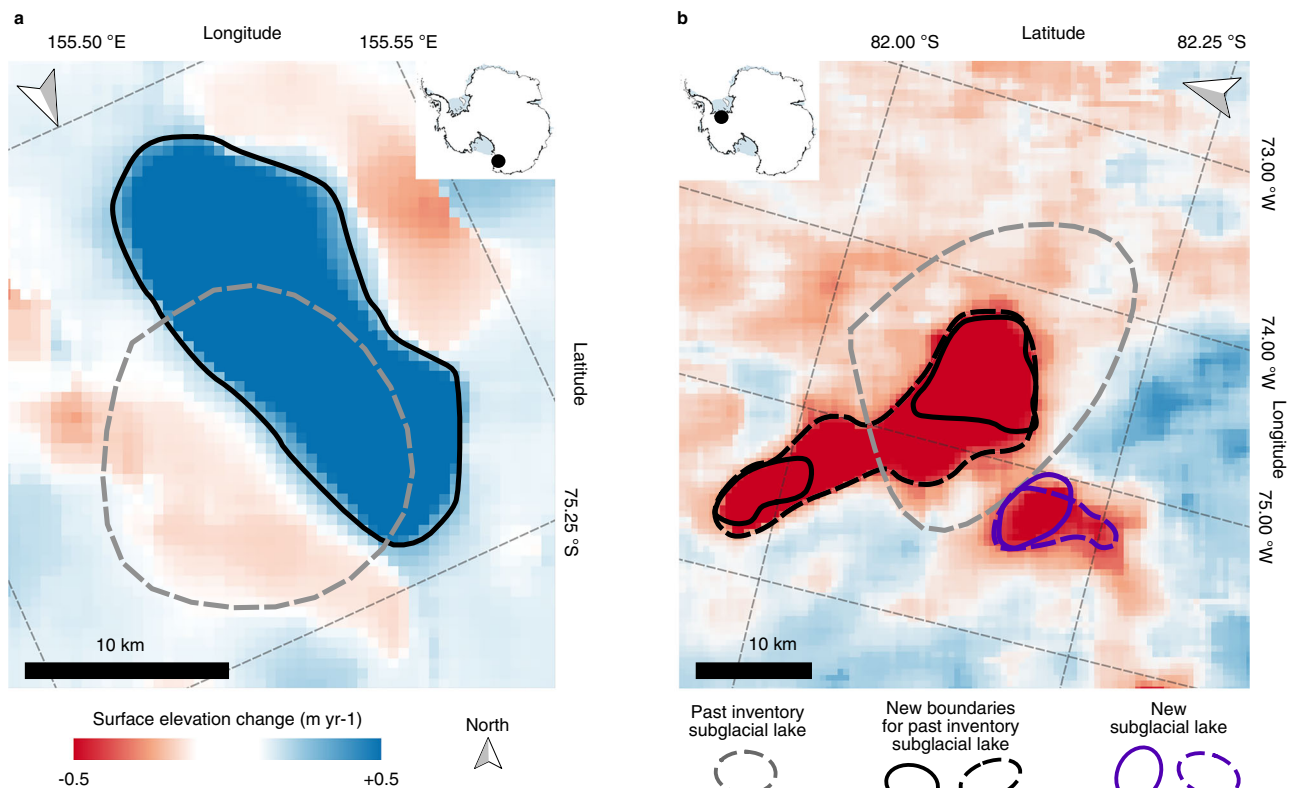 a
155.50 °E
Longitude
155.55 °E
Latitude
75.25 °S
10 km
b
82.00 °S
Latitude
82.25 °S
73.00 °W
74.00 °W
Longitude
75.00 °W
10 km
Surface elevation change (m yr-1)
-0.5
+0.5
North
Past inventory
subglacial lake
New boundaries
for past inventory
subglacial lake
New
subglacial lake